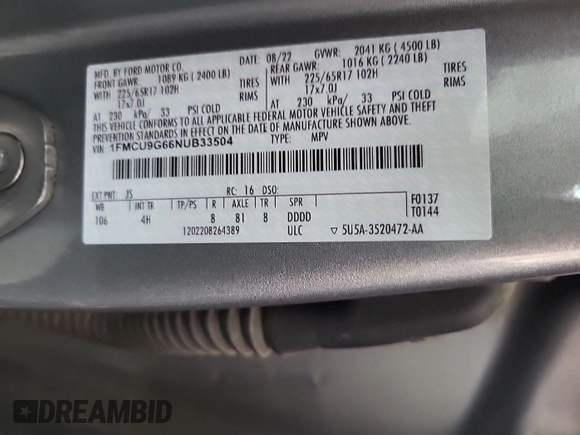 MFD. BY FORD MOTOR CO.
DATE: 08/22 GVWR: 2041 KG (4500 LB)
FRONT GAWR: 1089 KG (2400 LB)
REAR GAWR: 1016 KG (2240 LB)
WITH 225/65R17 102H TIRES
WITH 225/65R17 102H TIRES
17x7.0J RIMS
17x7.0J RIMS
AT 230 kPa/ 33 PSI COLD
AT 230 kPa/ 33 PSI COLD
THIS VEHICLE CONFORMS TO ALL APPLICABLE FEDERAL MOTOR VEHICLE SAFETY AND THEFT
PREVENTION STANDARDS IN EFFECT ON THE DATE OF MANUFACTURE SHOWN ABOVE.
VIN: 1FMCU9G66NUB33504
TYPE: MPV
EXT PNT: JS RC: 16 DSO:
WB INT TR TP/PS R AXLE TR SPR
106 4H 8 81 8 DDDD
F0137
T0144
1202208264389 ULC ▽ 5U5A-3520472-AA
DREAMBID